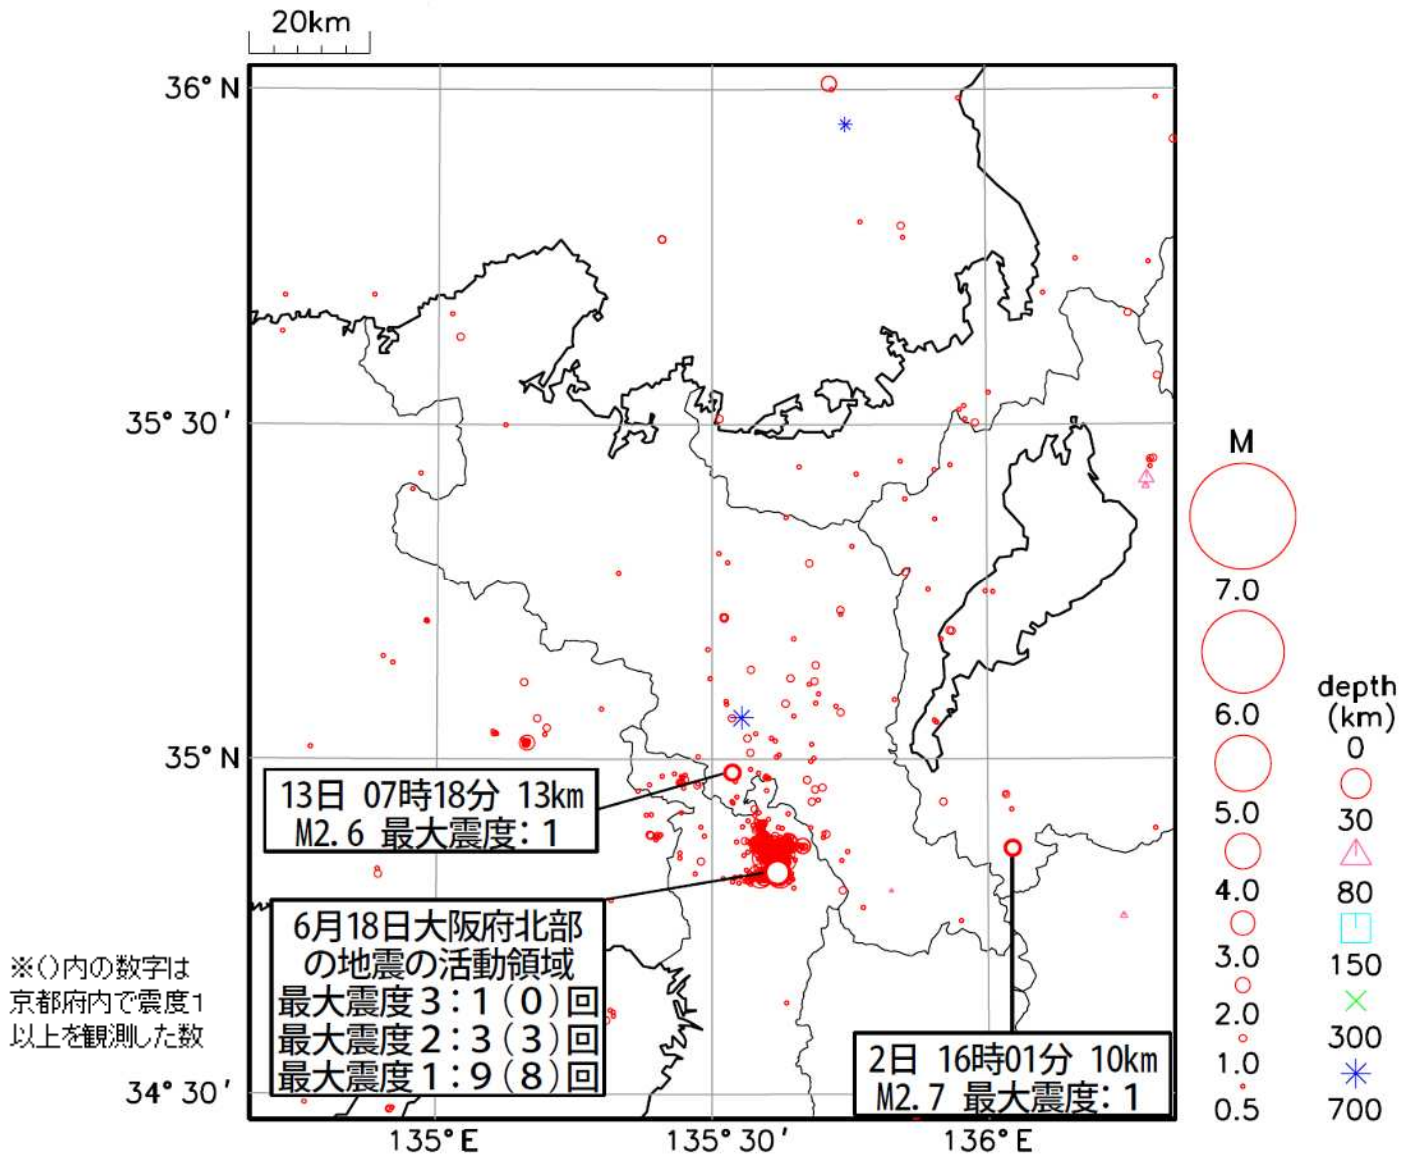 20km
36°N
35°30′
35°N
34°30′
135°E
135°30′
136°E
13日 07時18分 13km
M2.6 最大震度：1
6月18日大阪府北部
の地震の活動領域
最大震度3：1(0)回
最大震度2：3(3)回
最大震度1：9(8)回
2日 16時01分 10km
M2.7 最大震度：1
※()内の数字は
京都府内で震度1
以上を観測した数
M
7.0
6.0
5.0
4.0
3.0
2.0
1.0
0.5
depth
(km)
0
30
80
150
300
700